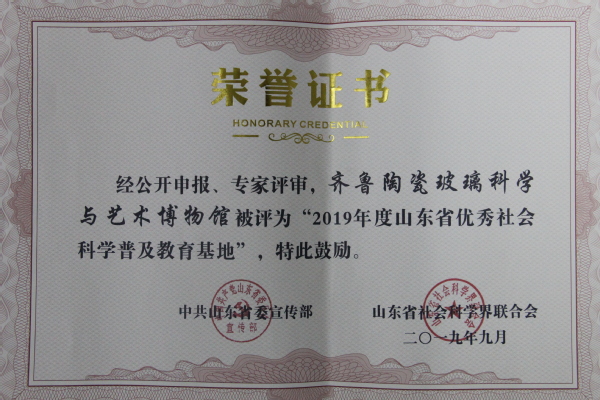 荣誉证书
HONORARY CREDENTIAL
经公开申报、专家评审，齐鲁陶瓷玻璃科学
与艺术博物馆被评为“2019年度山东省优秀社会
科学普及教育基地”，特此鼓励。
中共山东省委宣传部 山东省社会科学界联合会
二〇一九年九月
宣传部